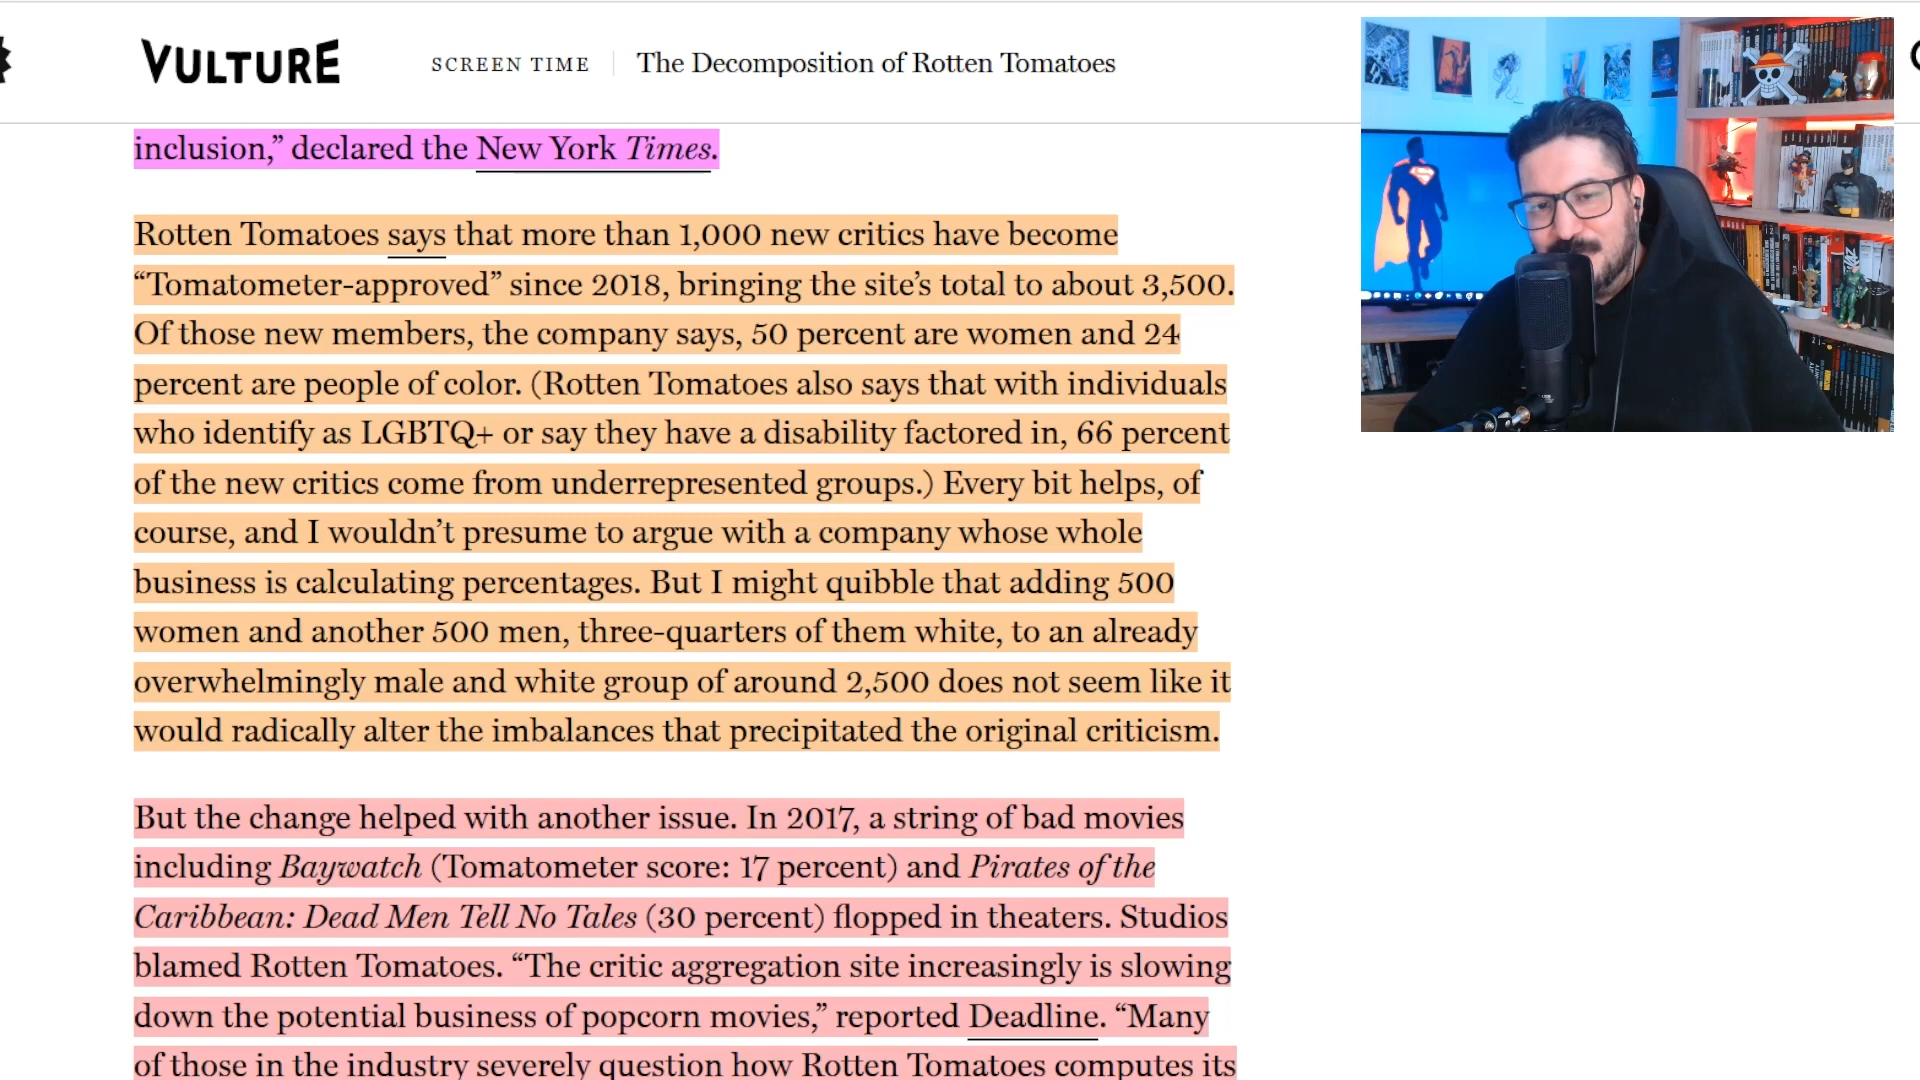 VULTURE
SCREEN TIME
The Decomposition of Rotten Tomatoes
inclusion,” declared the New York Times.
Rotten Tomatoes says that more than 1,000 new critics have become
“Tomatometer-approved” since 2018, bringing the site’s total to about 3,500.
Of those new members, the company says, 50 percent are women and 24
percent are people of color. (Rotten Tomatoes also says that with individuals
who identify as LGBTQ+ or say they have a disability factored in, 66 percent
of the new critics come from underrepresented groups.) Every bit helps, of
course, and I wouldn’t presume to argue with a company whose whole
business is calculating percentages. But I might quibble that adding 500
women and another 500 men, three-quarters of them white, to an already
overwhelmingly male and white group of around 2,500 does not seem like it
would radically alter the imbalances that precipitated the original criticism.
But the change helped with another issue. In 2017, a string of bad movies
including Baywatch (Tomatometer score: 17 percent) and Pirates of the
Caribbean: Dead Men Tell No Tales (30 percent) flopped in theaters. Studios
blamed Rotten Tomatoes. “The critic aggregation site increasingly is slowing
down the potential business of popcorn movies,” reported Deadline. “Many
of those in the industry severely question how Rotten Tomatoes computes its